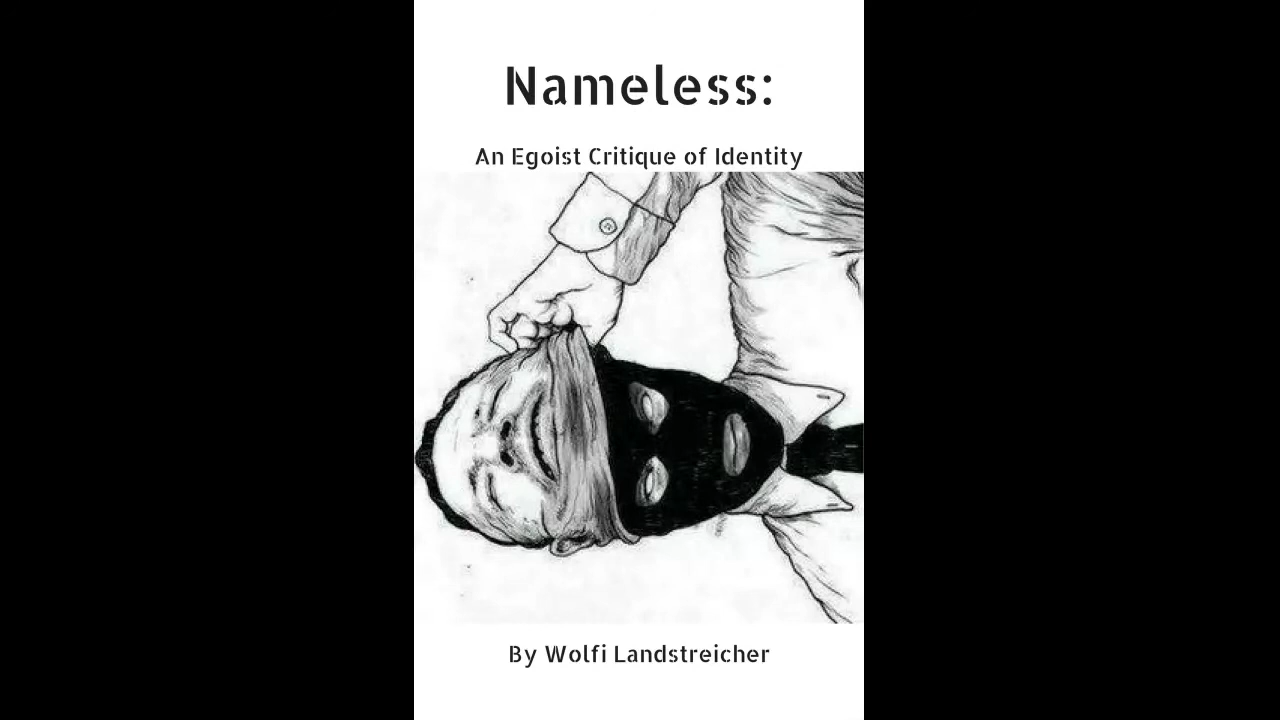 Nameless:
An Egoist Critique of Identity
By Wolfi Landstreicher